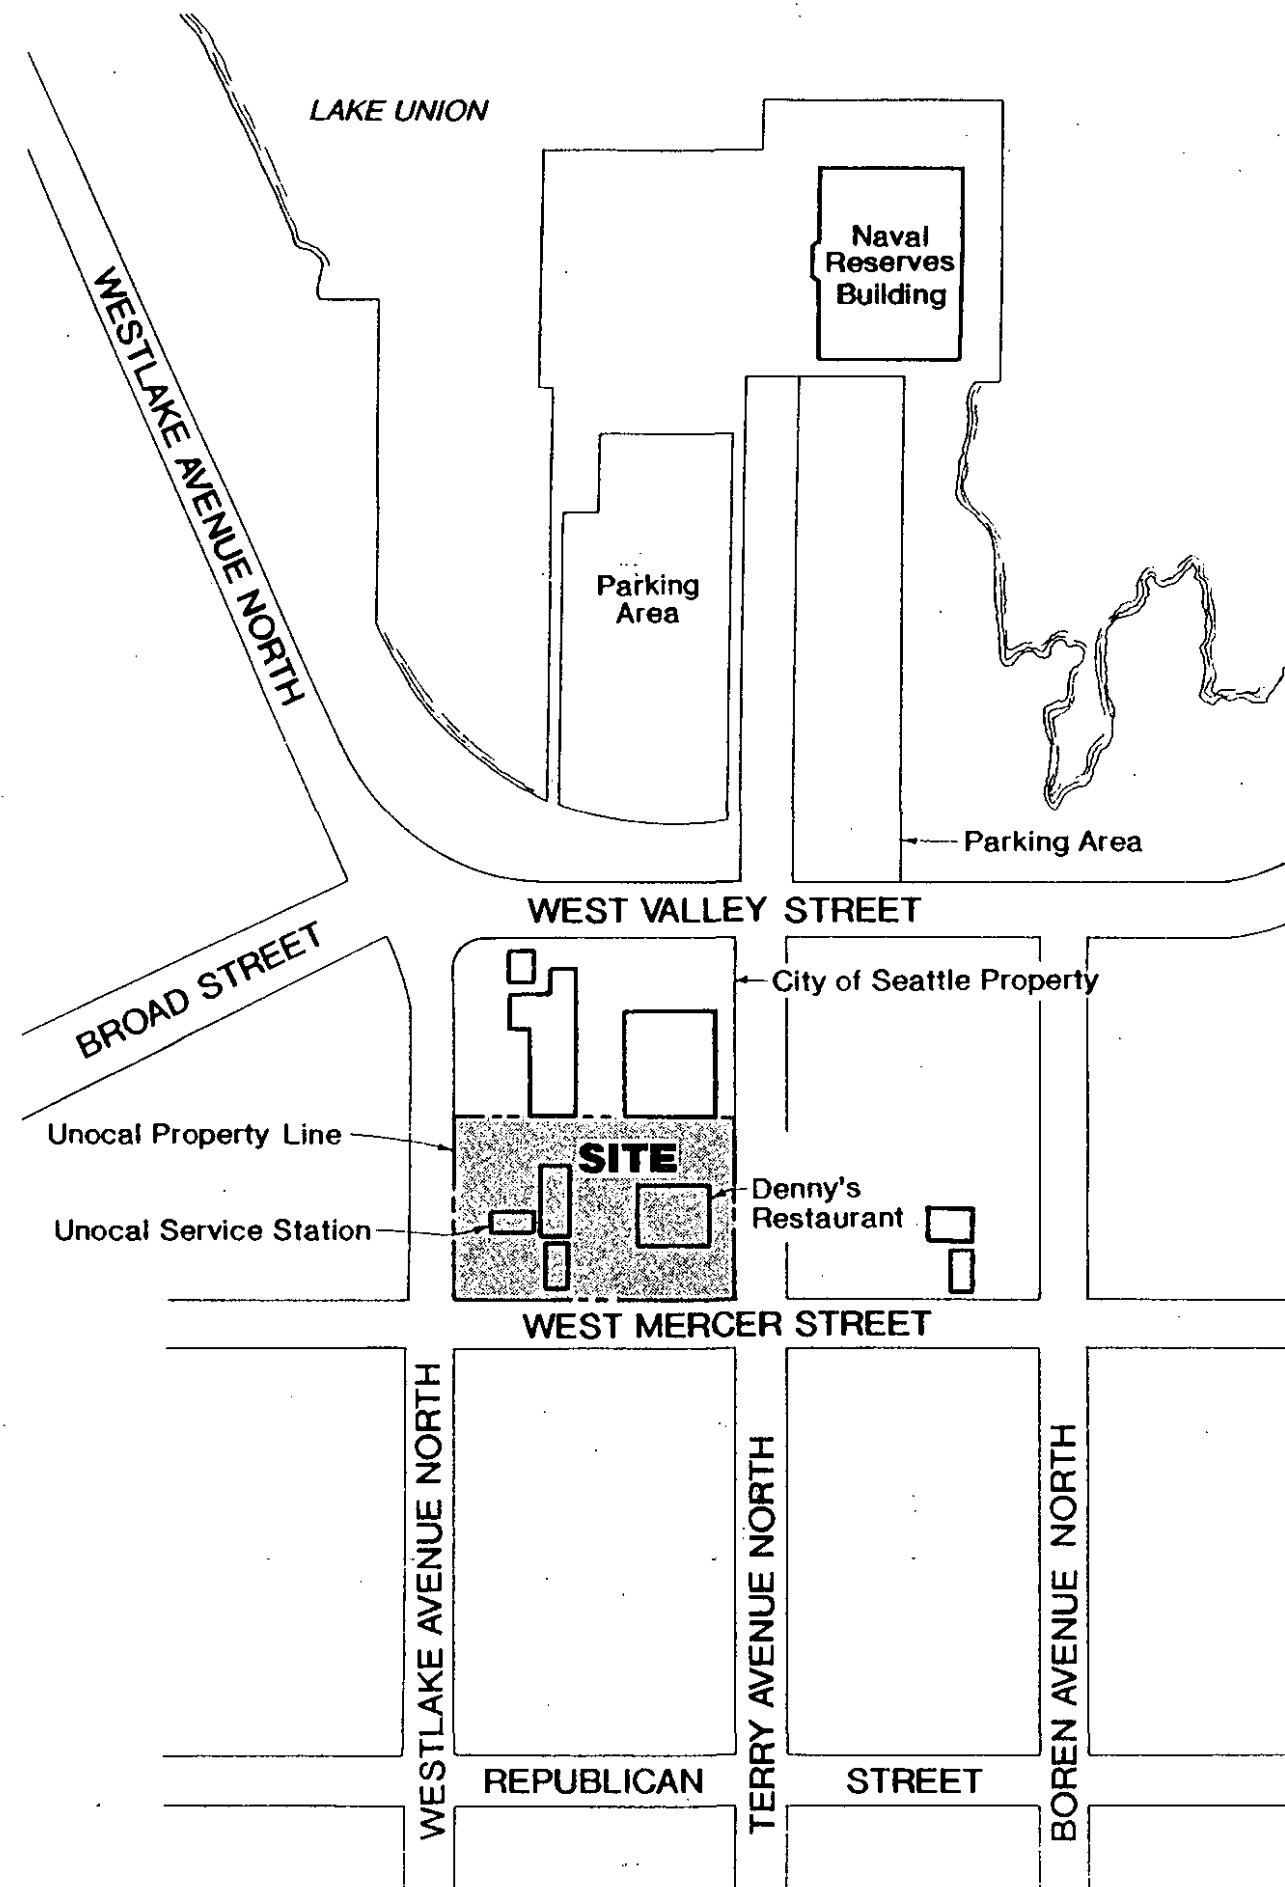 LAKE UNION
Naval
Reserves
Building
WESTLAKE AVENUE NORTH
Parking
Area
Parking Area
WEST VALLEY STREET
BROAD STREET
City of Seattle Property
Unocal Property Line
SITE
Denny's
Restaurant
Unocal Service Station
WEST MERCER STREET
WESTLAKE AVENUE NORTH
TERRY AVENUE NORTH
BOREN AVENUE NORTH
REPUBLICAN STREET